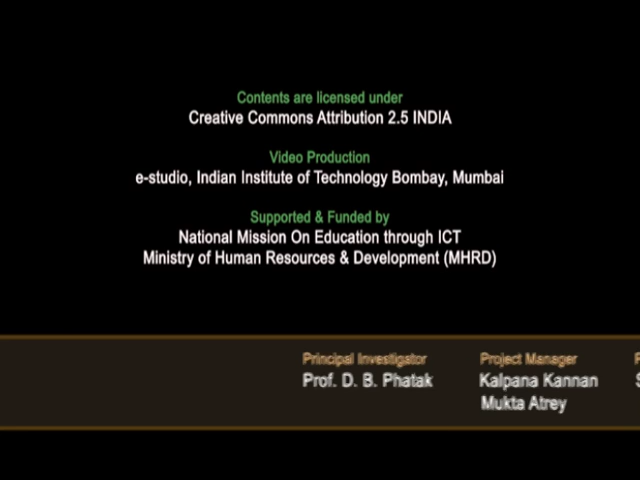 Contents are licensed under
Creative Commons Attribution 2.5 INDIA
Video Production
e-studio, Indian Institute of Technology Bombay, Mumbai
Supported & Funded by
National Mission On Education through ICT
Ministry of Human Resources & Development (MHRD)
Principal Investigator
Prof. D. B. Phatak
Project Manager
Kalpana Kannan
Mukta Atrey